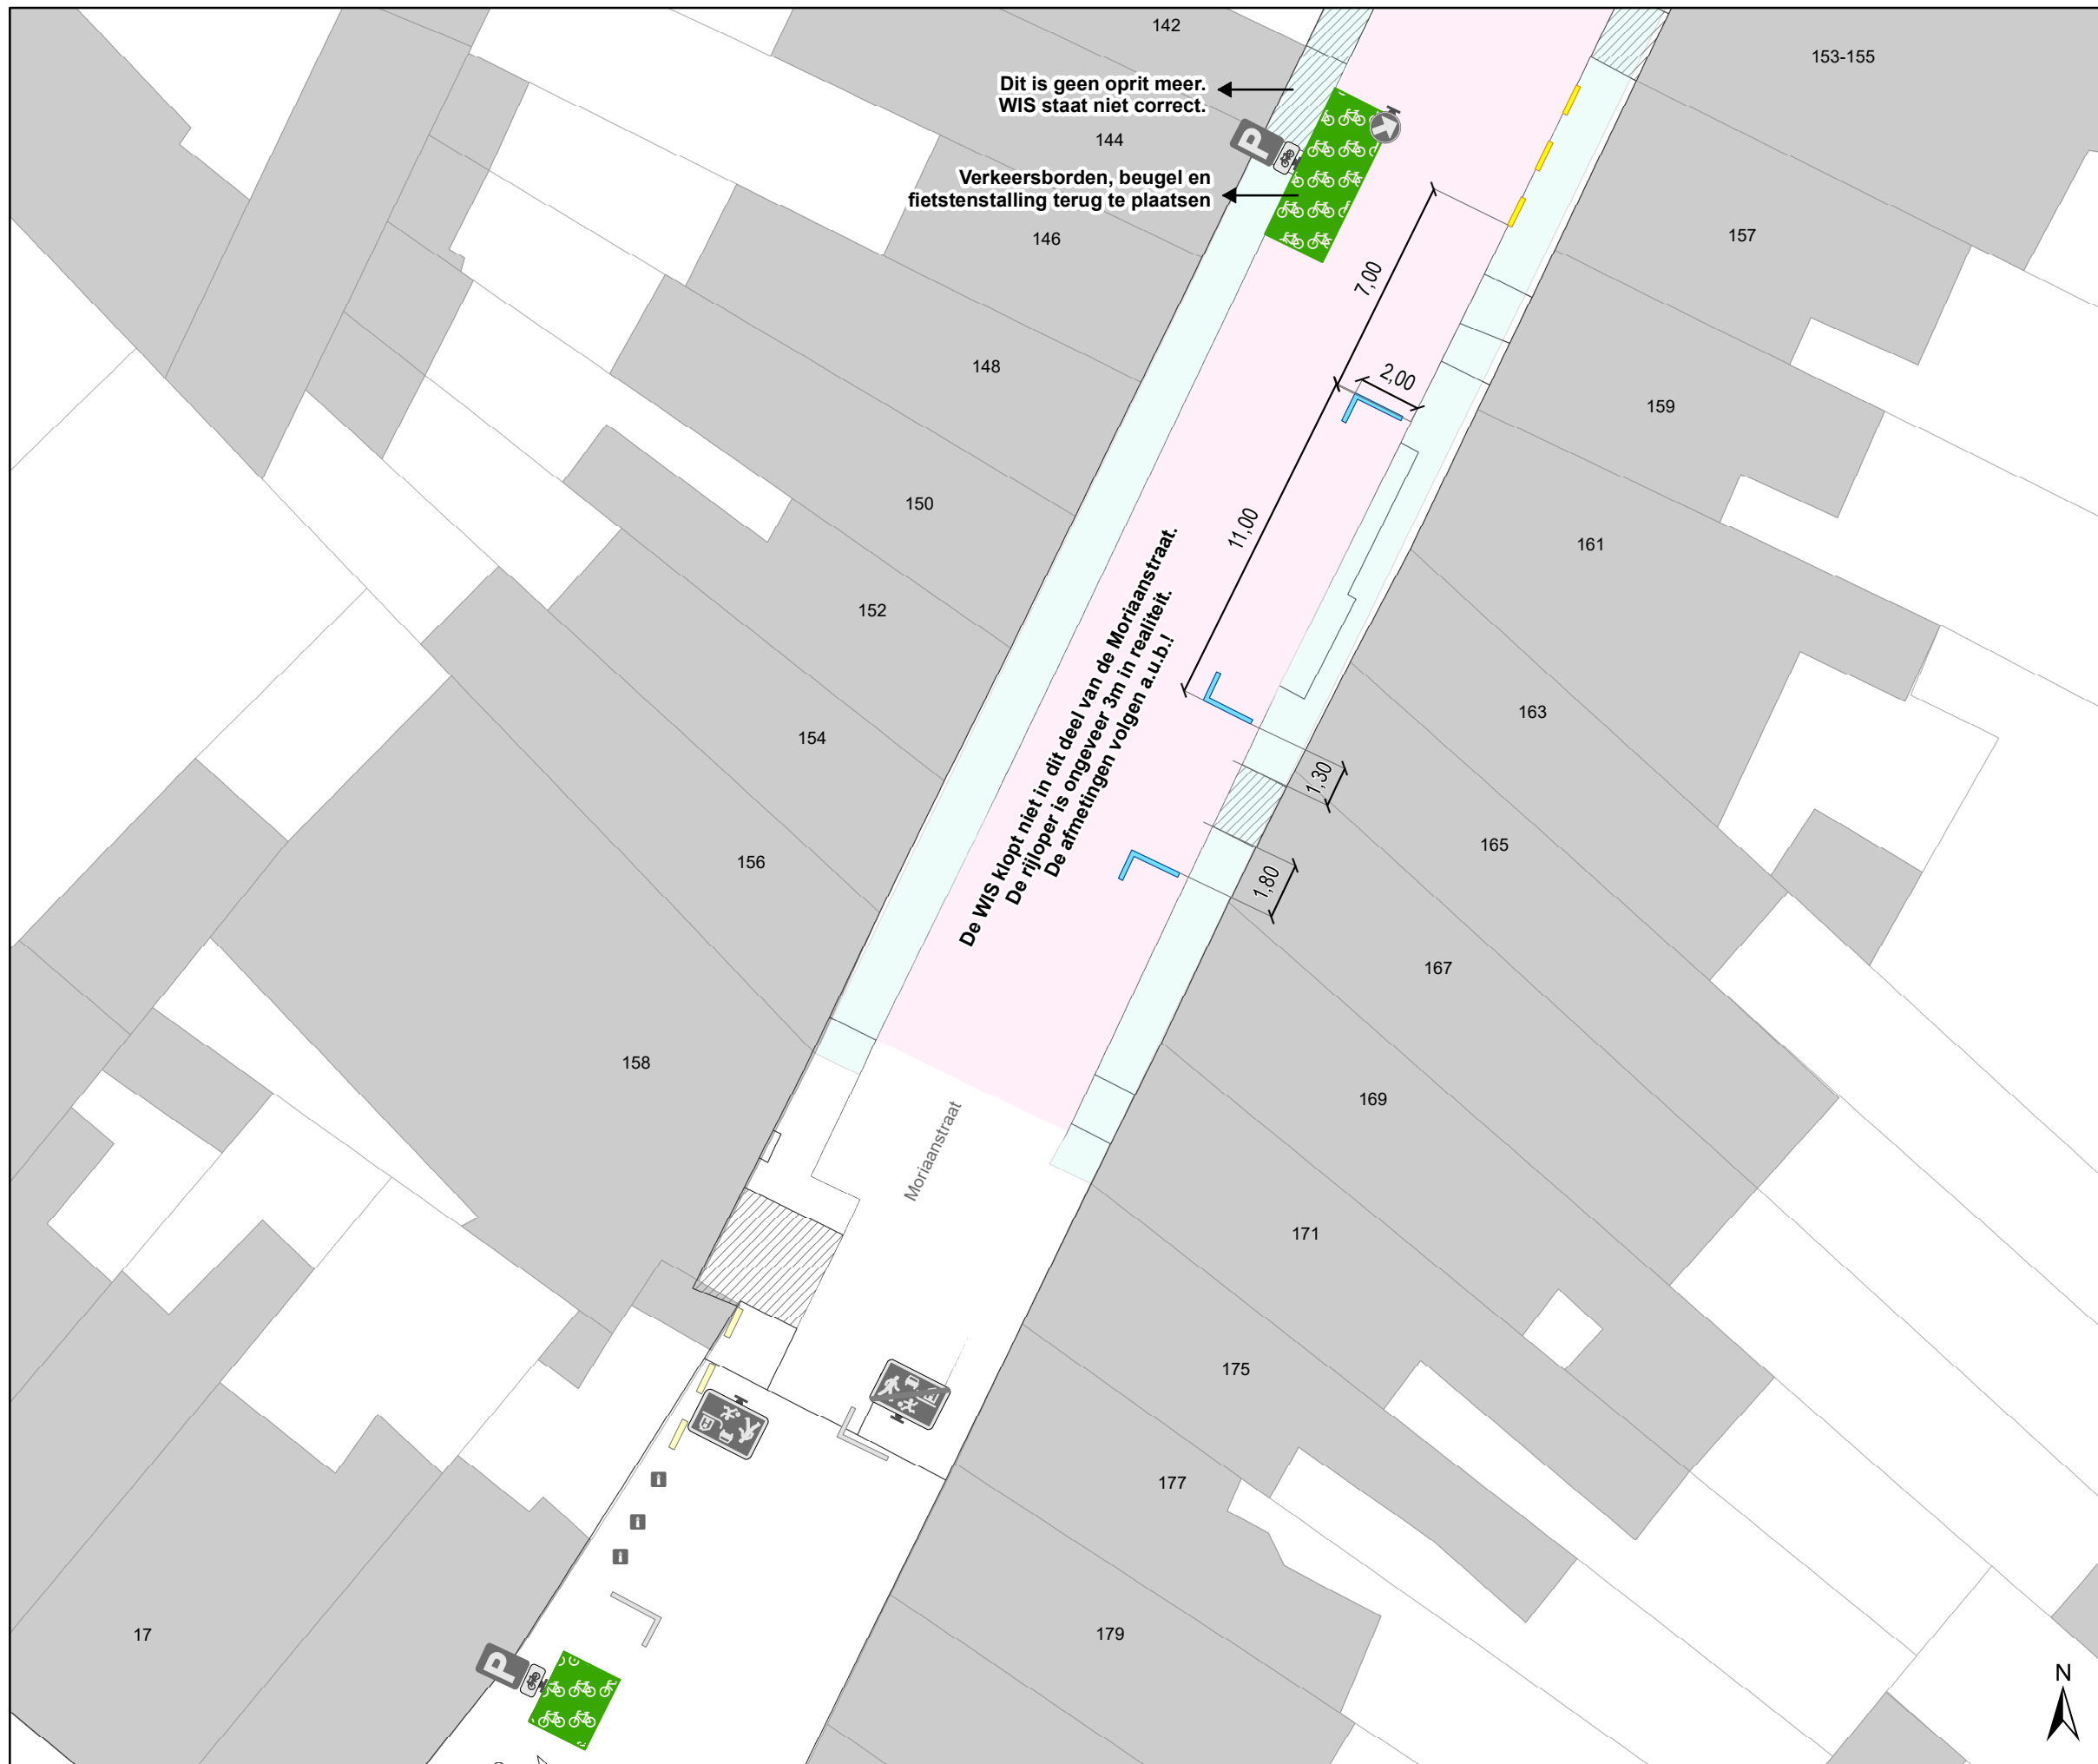 142
153-155
Dit is geen oprit meer.
WIS staat niet correct.
144
P
Verkeersborden, beugel en
fietstenstalling terug te plaatsen
146
157
7,00
148
2,00
159
150
11,00
161
152
De WIS klopt niet in dit deel van de Moriaanstraat.
De rijloper is ongeveer 3m in realiteit.
De afmetingen volgen a.u.b.!
163
154
1,30
165
156
1,80
167
158
169
Moriaanstraat
171
175
177
17
179
P
N